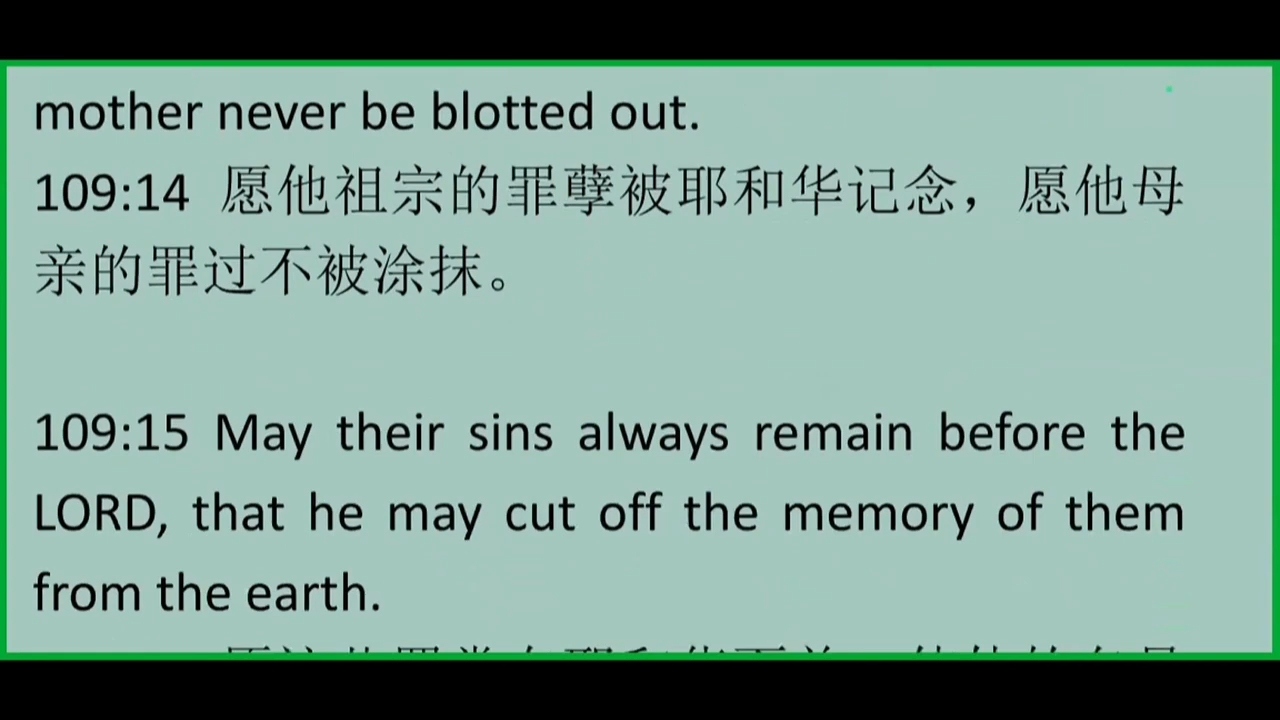 mother never be blotted out.
109:14 愿他祖宗的罪孽被耶和华记念，愿他母
亲的罪过不被涂抹。
109:15 May their sins always remain before the
LORD, that he may cut off the memory of them
from the earth.